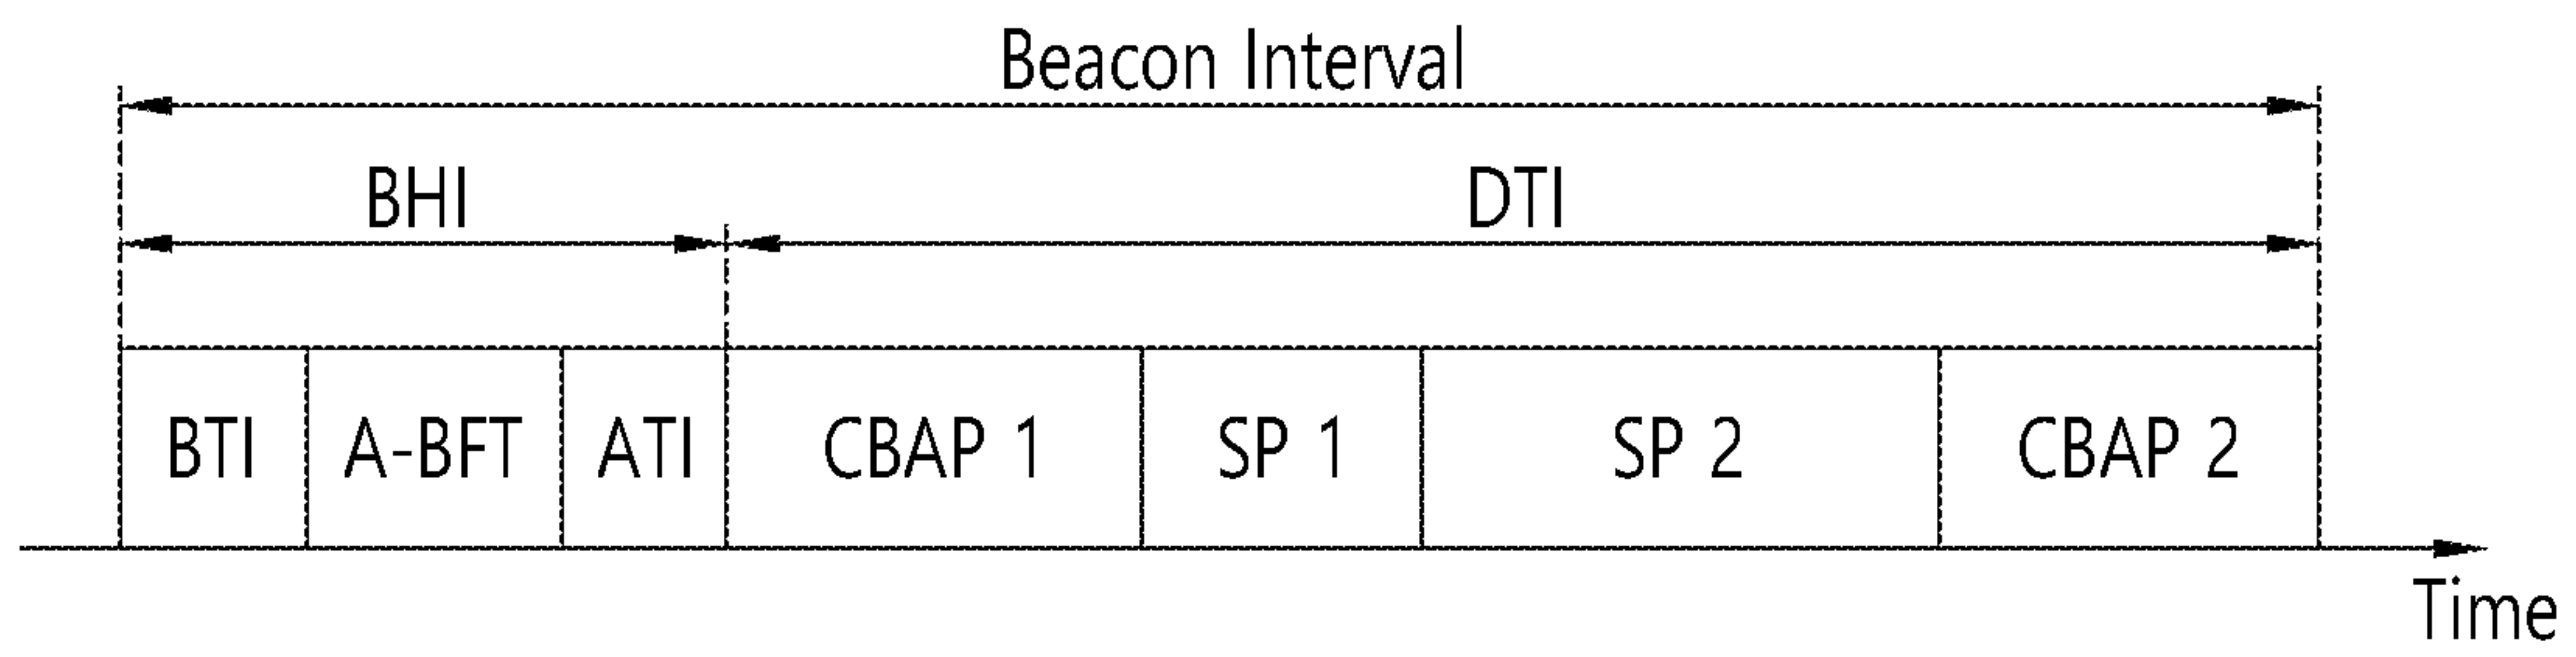 Beacon Interval
BHI DTI
BTI A-BFT ATI CBAP 1 SP 1 SP 2 CBAP 2
Time